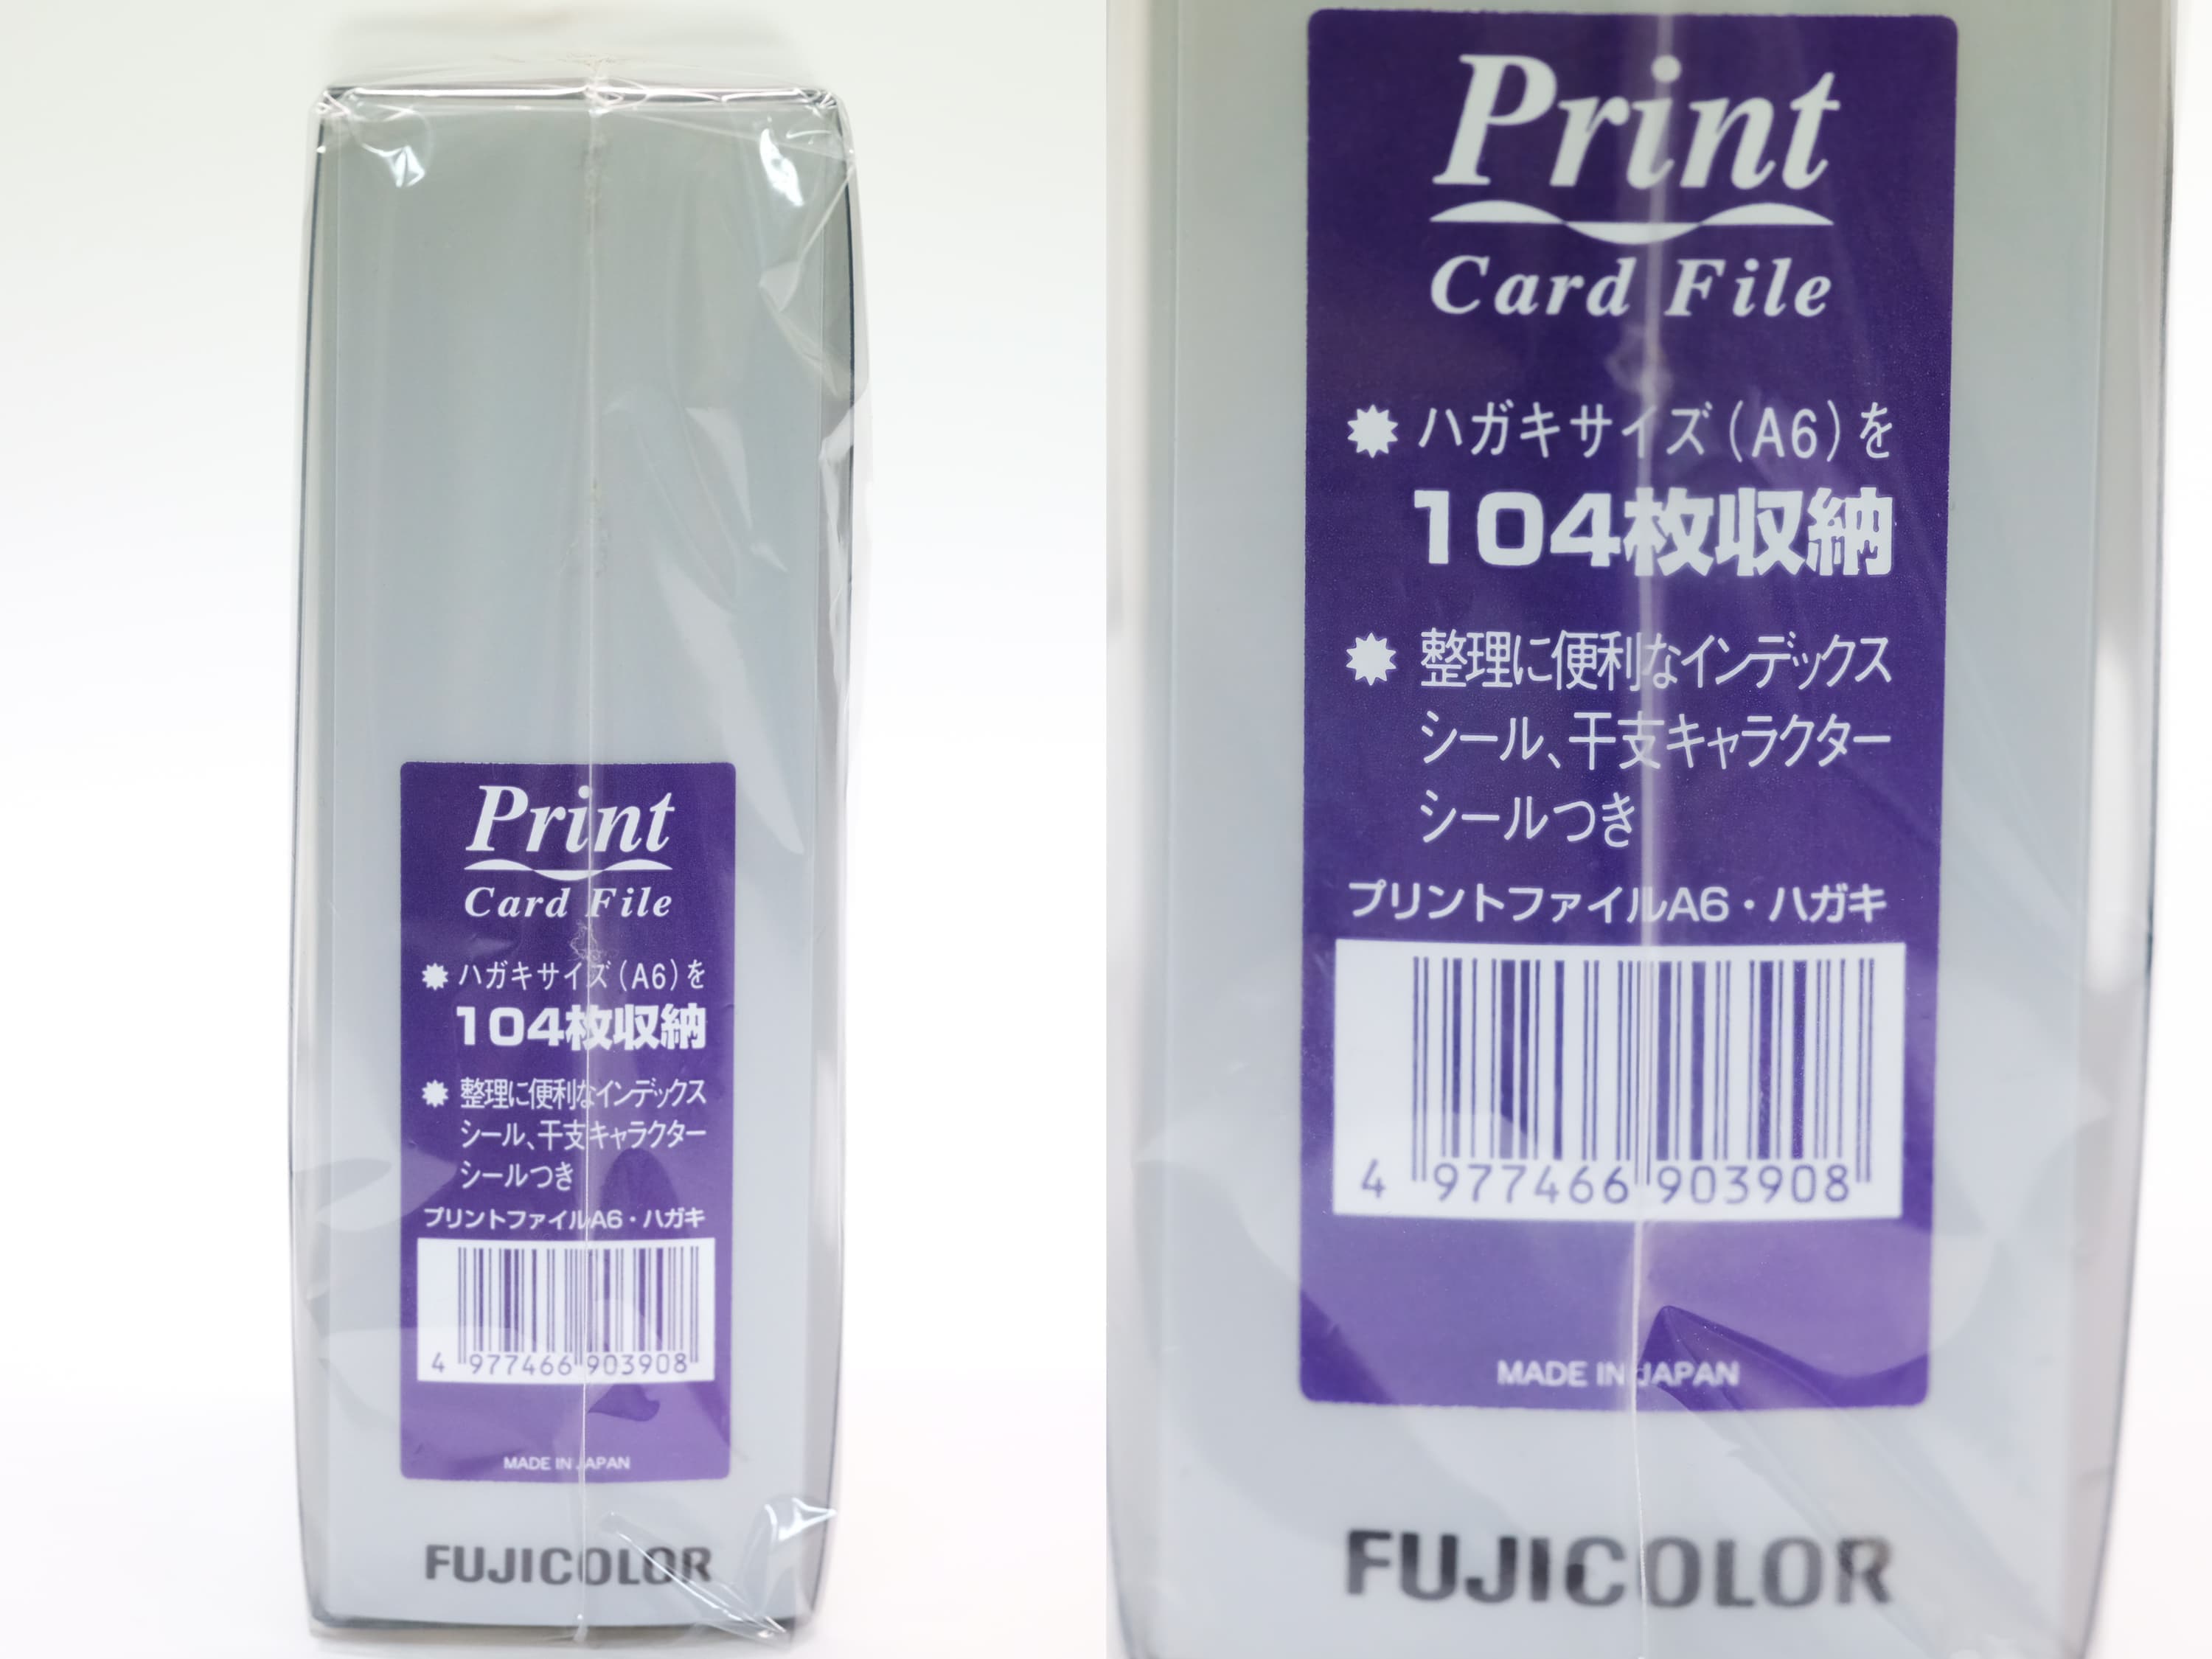 Print
Card File
ハガキサイズ(A6)を
104枚収納
整理に便利なインデックス
シール、干支キャラクター
シールつき
プリントファイルA6・ハガキ
4 977466 903908
MADE IN JAPAN
FUJICOLOR
Print
Card File
ハガキサイズ(A6)を
104枚収納
整理に便利なインデックス
シール、干支キャラクター
シールつき
プリントファイルA6・ハガキ
4 977466 903908
MADE IN JAPAN
FUJICOLOR